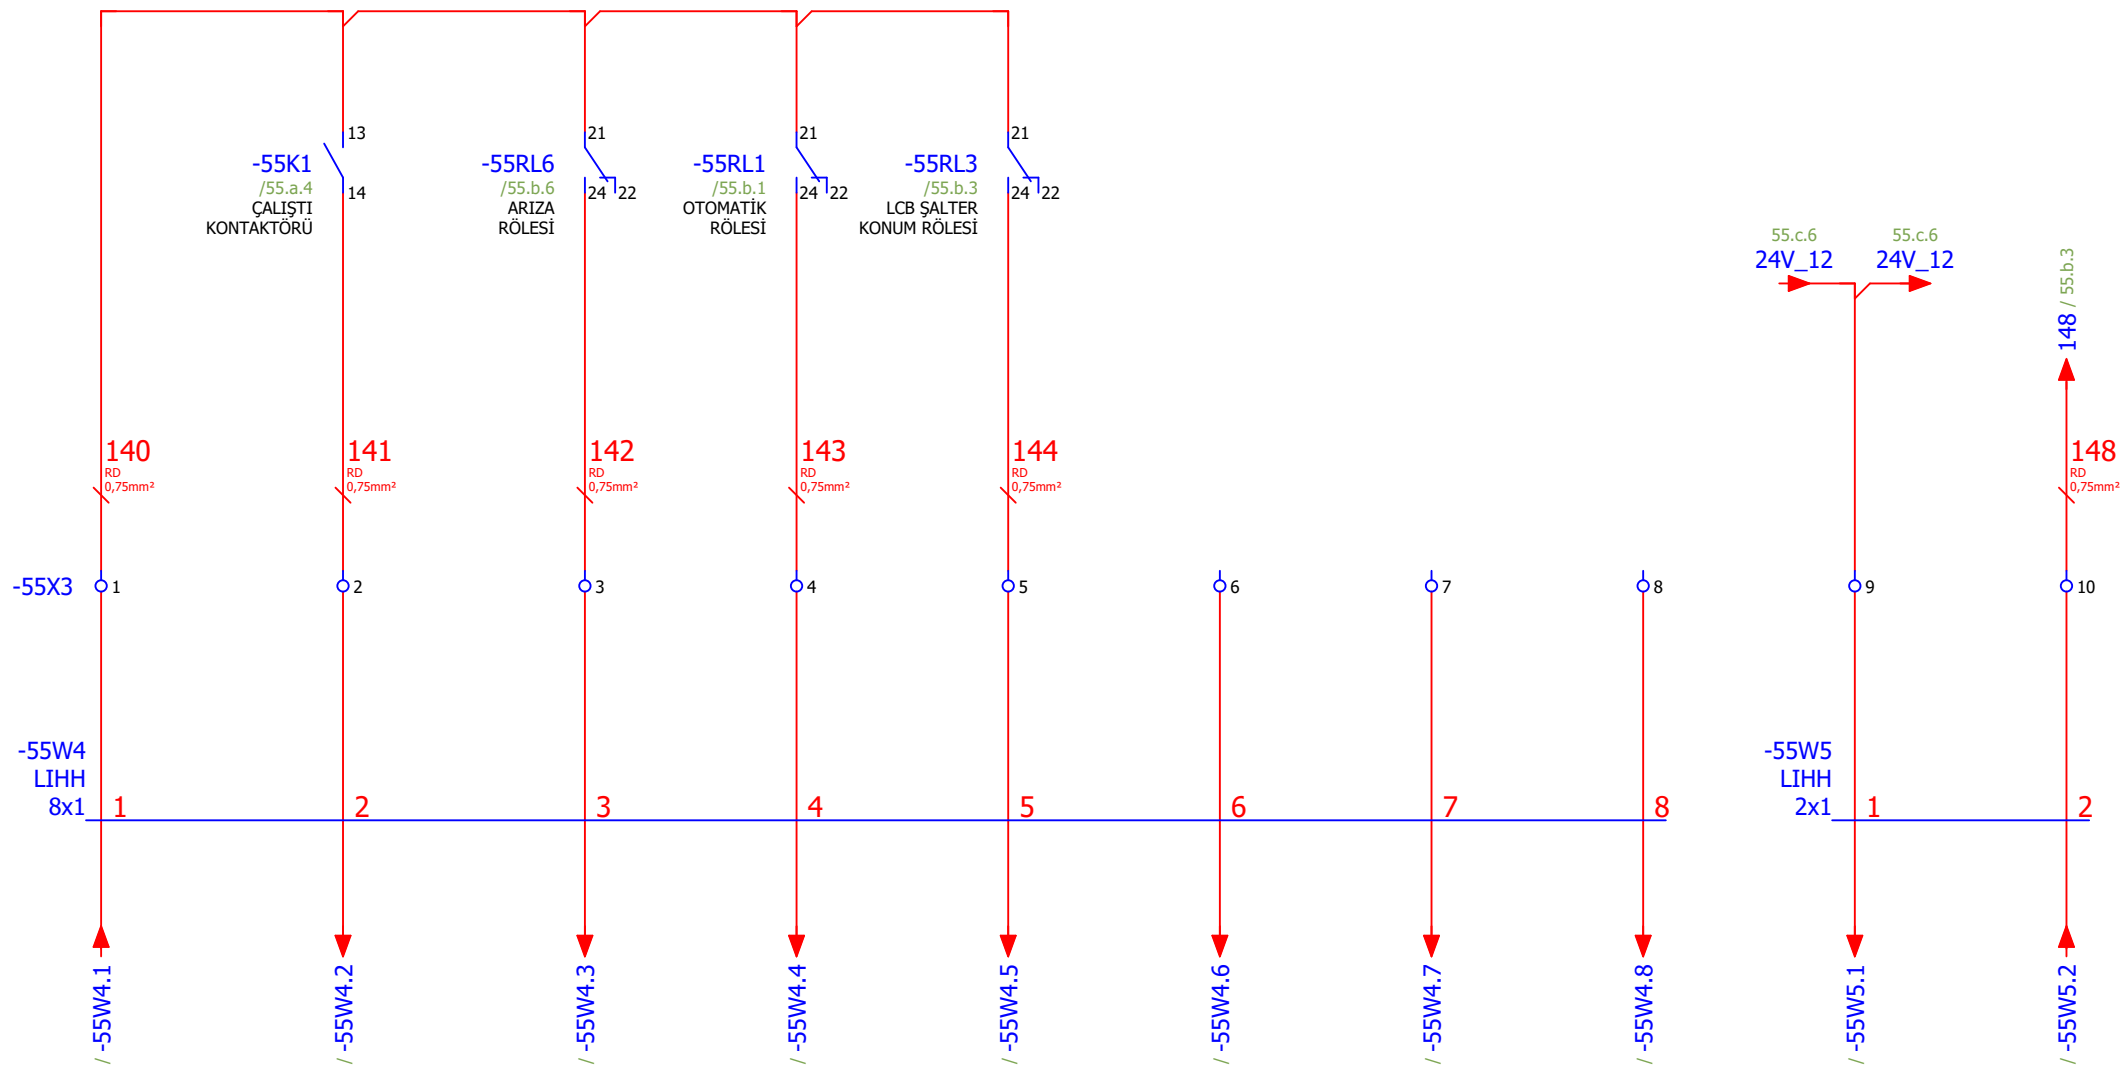 13
-55K1
/55.a.4
14
ÇALIŞTI
KONTAKTÖRÜ
21
-55RL6
/55.b.6
24 22
ARIZA
RÖLESİ
21
-55RL1
/55.b.1
24 22
OTOMATİK
RÖLESİ
21
-55RL3
/55.b.3
24 22
LCB ŞALTER
KONUM RÖLESİ
55.c.6
24V_12
55.c.6
24V_12
148 / 55.b.3
140
RD
0,75mm²
141
RD
0,75mm²
142
RD
0,75mm²
143
RD
0,75mm²
144
RD
0,75mm²
148
RD
0,75mm²
-55X3 1 2 3 4 5 6 7 8 9 10
-55W4
LIHH
8x1 1 2 3 4 5 6 7 8
-55W5
LIHH
2x1 1 2
/ -55W4.1
/ -55W4.2
/ -55W4.3
/ -55W4.4
/ -55W4.5
/ -55W4.6
/ -55W4.7
/ -55W4.8
/ -55W5.1
/ -55W5.2